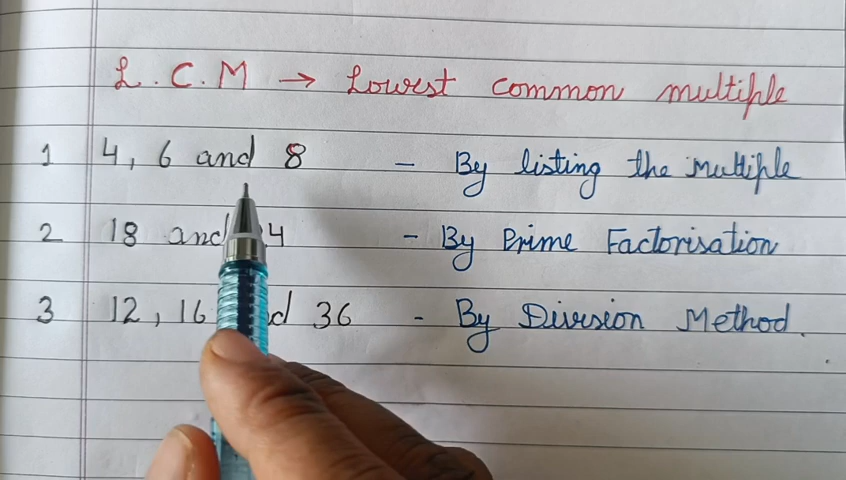 L.C.M → Lowest common multiple
1 4, 6 and 8 - By listing the multiple
2 18 and - By Prime Factorisation
3 12, 16 and 36 - By Division Method.